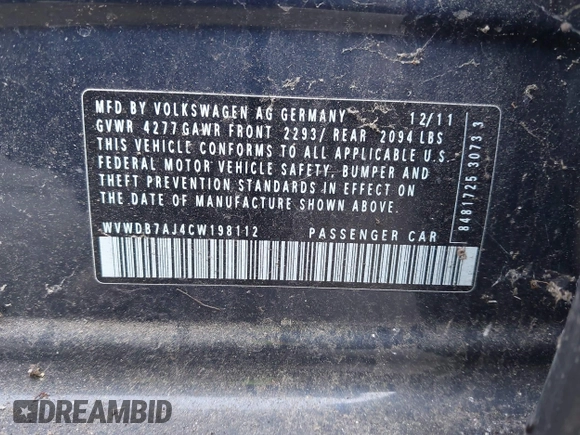 MFD BY VOLKSWAGEN AG GERMANY 12/11
GVWR 4277 GAWR FRONT 2293/ REAR 2094 LBS
THIS VEHICLE CONFORMS TO ALL APPLICABLE U.S.
FEDERAL MOTOR VEHICLE SAFETY, BUMPER AND
THEFT PREVENTION STANDARDS IN EFFECT ON
THE DATE OF MANUFACTURE SHOWN ABOVE.
WVWDB7AJ4CW198112 PASSENGER CAR
8481725 3073 3
DREAMBID